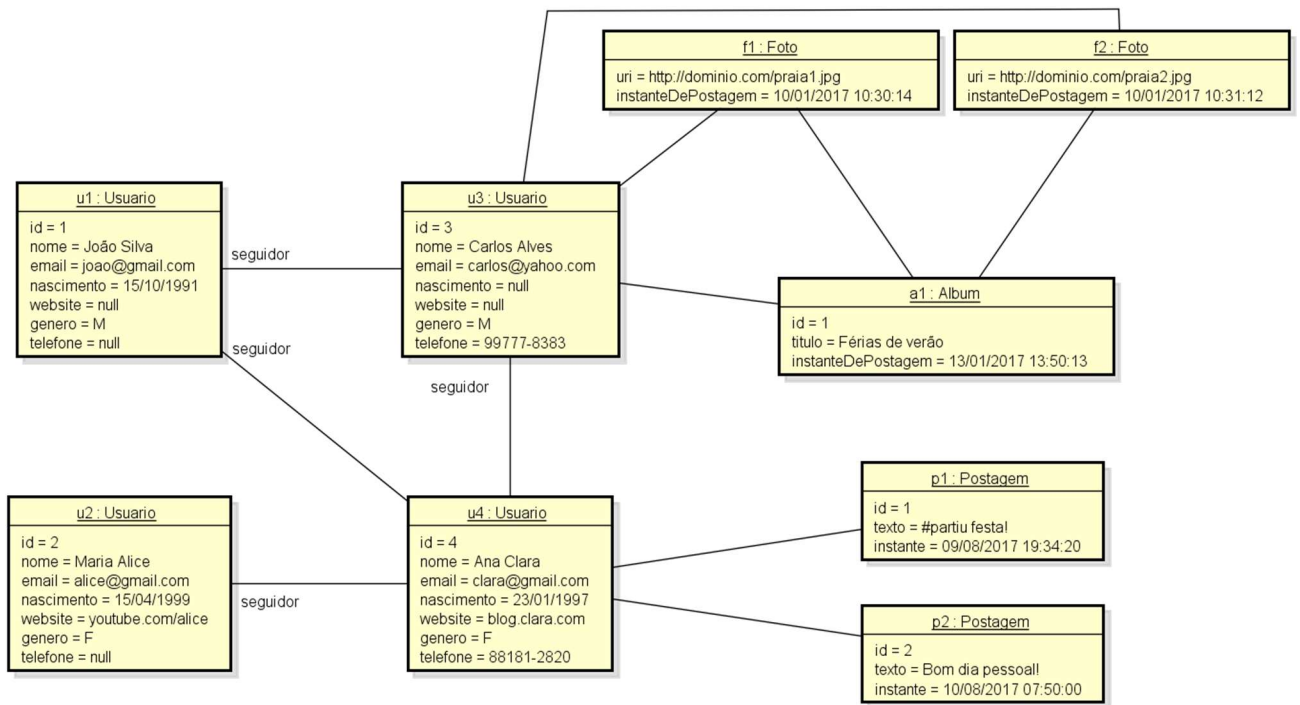 f1 : Foto
uri = http://dominio.com/praia1.jpg
instanteDePostagem = 10/01/2017 10:30:14
f2 : Foto
uri = http://dominio.com/praia2.jpg
instanteDePostagem = 10/01/2017 10:31:12
u1 : Usuario
id = 1
nome = João Silva
email = joao@gmail.com
nascimento = 15/10/1991
website = null
genero = M
telefone = null
seguidor
seguidor
u3 : Usuario
id = 3
nome = Carlos Alves
email = carlos@yahoo.com
nascimento = null
website = null
genero = M
telefone = 99777-8383
seguidor
a1 : Album
id = 1
titulo = Férias de verão
instanteDePostagem = 13/01/2017 13:50:13
u2 : Usuario
id = 2
nome = Maria Alice
email = alice@gmail.com
nascimento = 15/04/1999
website = youtube.com/alice
genero = F
telefone = null
seguidor
u4 : Usuario
id = 4
nome = Ana Clara
email = clara@gmail.com
nascimento = 23/01/1997
website = blog.clara.com
genero = F
telefone = 88181-2820
p1 : Postagem
id = 1
texto = #partiu festa!
instante = 09/08/2017 19:34:20
p2 : Postagem
id = 2
texto = Bom dia pessoal!
instante = 10/08/2017 07:50:00